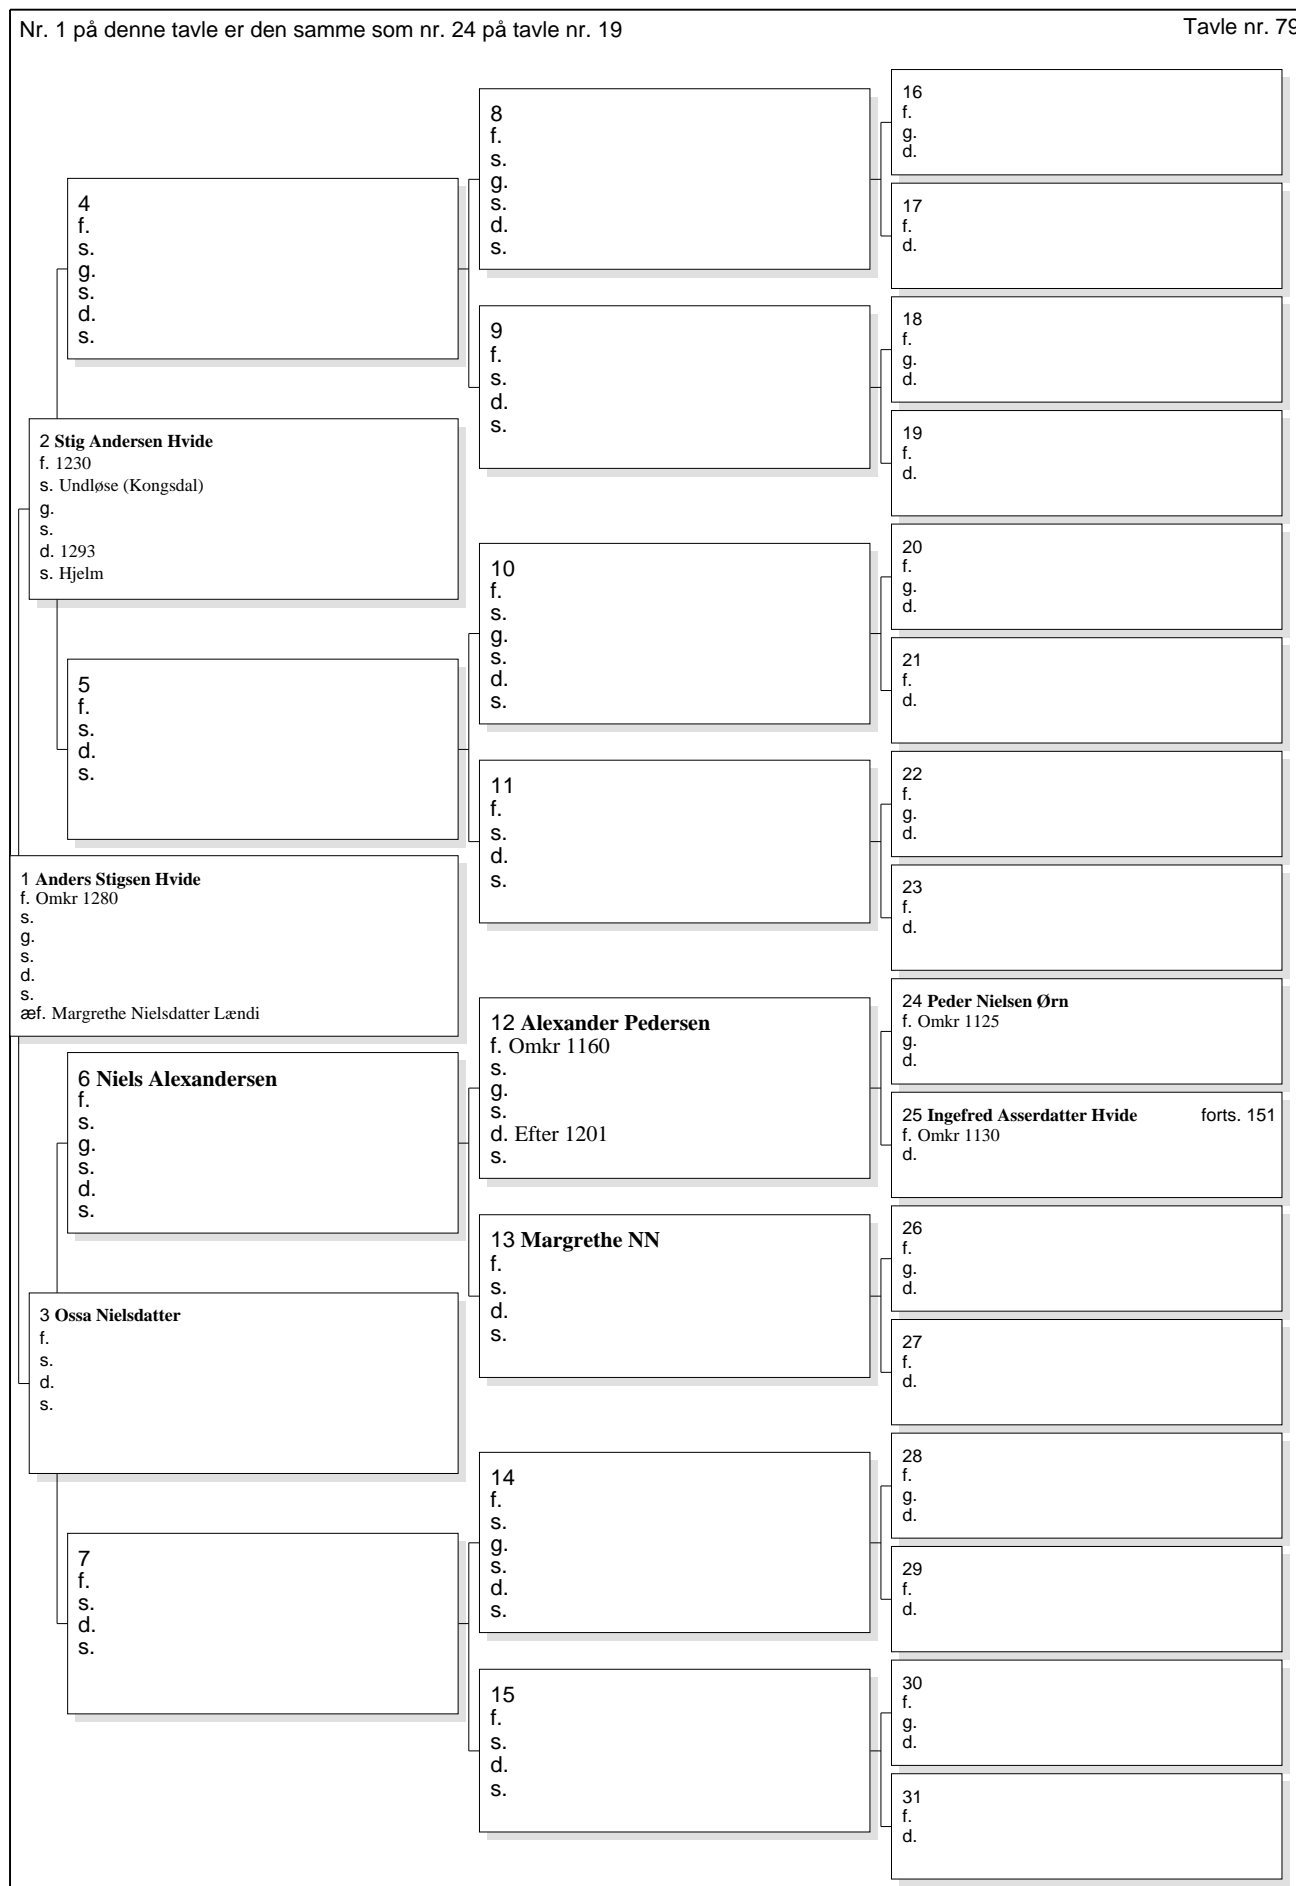 Nr. 1 på denne tavle er den samme som nr. 24 på tavle nr. 19
Tavle nr. 79
16
f.
g.
d.
8
f.
s.
g.
s.
d.
s.
17
f.
d.
4
f.
s.
g.
s.
d.
s.
18
f.
g.
d.
9
f.
s.
d.
s.
19
f.
d.
2 Stig Andersen Hvide
f. 1230
s. Undløse (Kongsdal)
g.
s.
d. 1293
s. Hjelm
20
f.
g.
d.
10
f.
s.
g.
s.
d.
s.
21
f.
d.
5
f.
s.
d.
s.
22
f.
g.
d.
11
f.
s.
d.
s.
23
f.
d.
1 Anders Stigsen Hvide
f. Omkr 1280
s.
g.
s.
d.
s.
æf. Margrethe Nielsdatter Lændi
24 Peder Nielsen Ørn
f. Omkr 1125
g.
d.
12 Alexander Pedersen
f. Omkr 1160
s.
g.
s.
d. Efter 1201
s.
25 Ingefred Asserdatter Hvide forts. 151
f. Omkr 1130
d.
6 Niels Alexandersen
f.
s.
g.
s.
d.
s.
26
f.
g.
d.
13 Margrethe NN
f.
s.
d.
s.
27
f.
d.
3 Ossa Nielsdatter
f.
s.
d.
s.
28
f.
g.
d.
14
f.
s.
g.
s.
d.
s.
29
f.
d.
7
f.
s.
d.
s.
30
f.
g.
d.
15
f.
s.
d.
s.
31
f.
d.